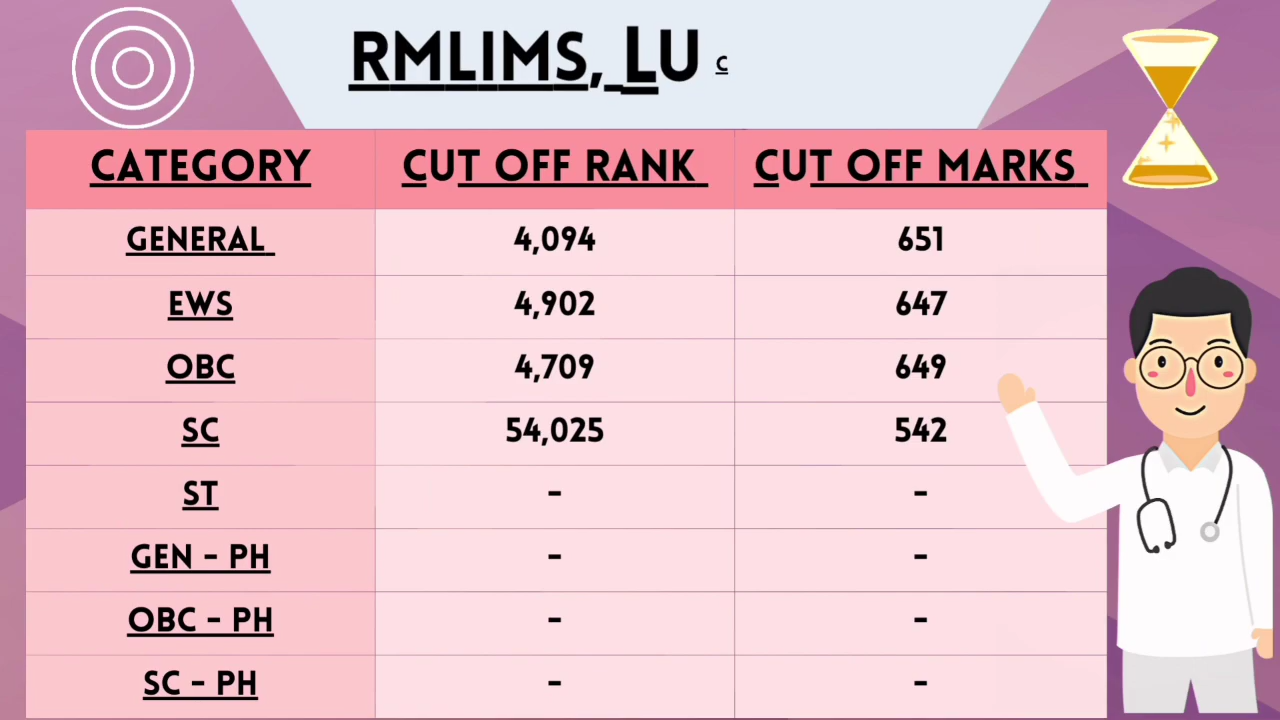 RMLIMS, LU C
CATEGORY CUT OFF RANK CUT OFF MARKS
GENERAL 4,094 651
EWS 4,902 647
OBC 4,709 649
SC 54,025 542
ST - -
GEN - PH - -
OBC - PH - -
SC - PH - -